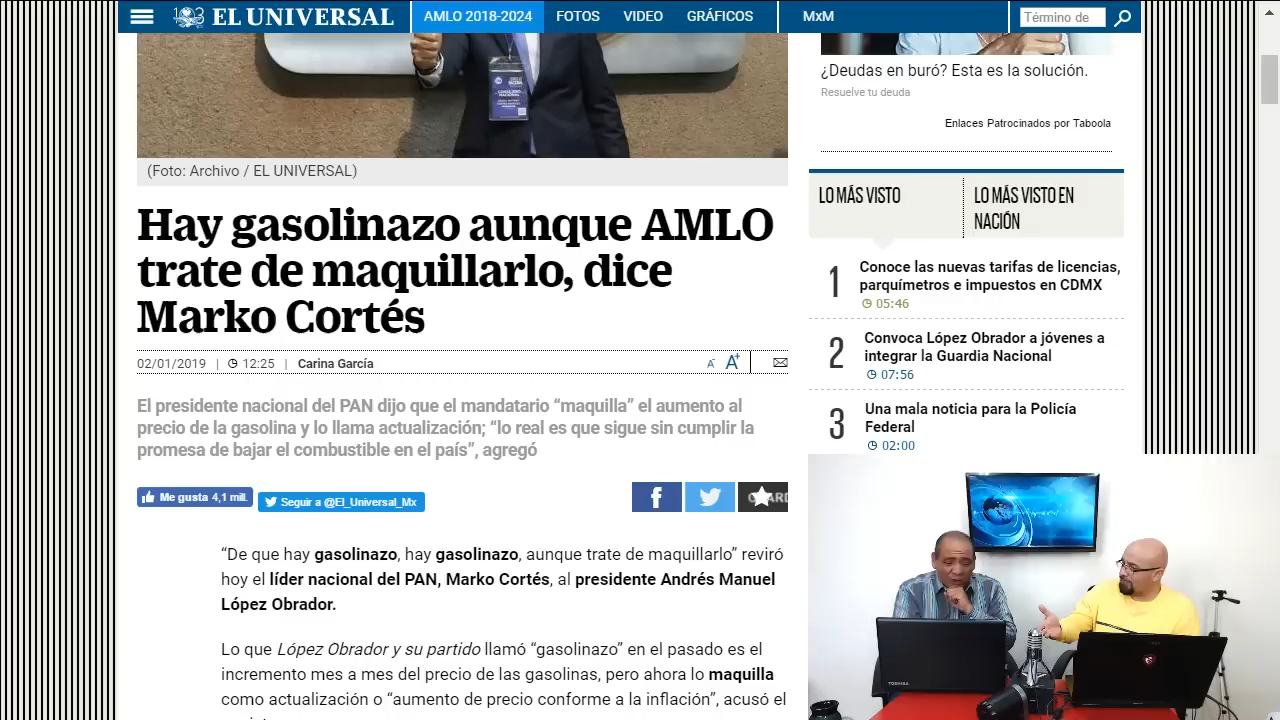 EL UNIVERSAL
AMLO 2018-2024
FOTOS
VIDEO
GRÁFICOS
MxM
Término de
CONSEJO NACIONAL
(Foto: Archivo / EL UNIVERSAL)
Hay gasolinazo aunque AMLO
trate de maquillarlo, dice
Marko Cortés
02/01/2019 | 12:25 | Carina García
A- A+
El presidente nacional del PAN dijo que el mandatario “maquilla” el aumento al
precio de la gasolina y lo llama actualización; “lo real es que sigue sin cumplir la
promesa de bajar el combustible en el país”, agregó
Me gusta 4,1 mill.
Seguir a @El_Universal_Mx
“De que hay gasolinazo, hay gasolinazo, aunque trate de maquillarlo” reviró
hoy el líder nacional del PAN, Marko Cortés, al presidente Andrés Manuel
López Obrador.
Lo que López Obrador y su partido llamó “gasolinazo” en el pasado es el
incremento mes a mes del precio de las gasolinas, pero ahora lo maquilla
como actualización o “aumento de precio conforme a la inflación”, acusó el
¿Deudas en buró? Esta es la solución.
Resuelve tu deuda
Enlaces Patrocinados por Taboola
LO MÁS VISTO
LO MÁS VISTO EN
NACIÓN
1
Conoce las nuevas tarifas de licencias,
parquímetros e impuestos en CDMX
05:46
2
Convoca López Obrador a jóvenes a
integrar la Guardia Nacional
07:56
3
Una mala noticia para la Policía
Federal
02:00
TOSHIBA